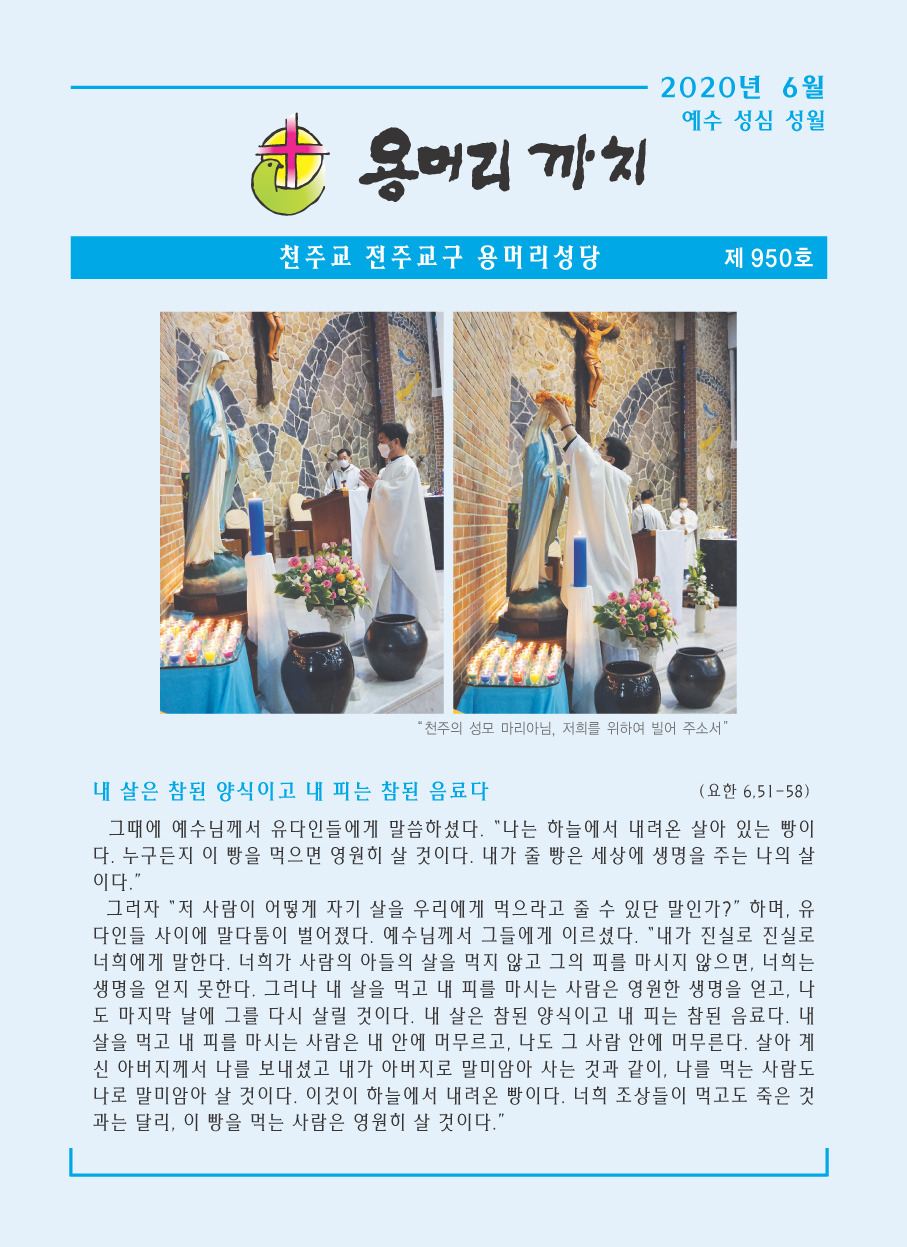 2020년 6월
예수 성심 성월
용머리 까치
천주교 전주교구 용머리성당 제 950호
“천주의 성모 마리아님, 저희를 위하여 빌어 주소서”
내 살은 참된 양식이고 내 피는 참된 음료다 (요한 6,51-58)
그때에 예수님께서 유다인들에게 말씀하셨다. “나는 하늘에서 내려온 살아 있는 빵이
다. 누구든지 이 빵을 먹으면 영원히 살 것이다. 내가 줄 빵은 세상에 생명을 주는 나의 살
이다.”
그러자 “저 사람이 어떻게 자기 살을 우리에게 먹으라고 줄 수 있단 말인가?” 하며, 유
다인들 사이에 말다툼이 벌어졌다. 예수님께서 그들에게 이르셨다. “내가 진실로 진실로
너희에게 말한다. 너희가 사람의 아들의 살을 먹지 않고 그의 피를 마시지 않으면, 너희는
생명을 얻지 못한다. 그러나 내 살을 먹고 내 피를 마시는 사람은 영원한 생명을 얻고, 나
도 마지막 날에 그를 다시 살릴 것이다. 내 살은 참된 양식이고 내 피는 참된 음료다. 내
살을 먹고 내 피를 마시는 사람은 내 안에 머무르고, 나도 그 사람 안에 머무른다. 살아 계
신 아버지께서 나를 보내셨고 내가 아버지로 말미암아 사는 것과 같이, 나를 먹는 사람도
나로 말미암아 살 것이다. 이것이 하늘에서 내려온 빵이다. 너희 조상들이 먹고도 죽은 것
과는 달리, 이 빵을 먹는 사람은 영원히 살 것이다.”